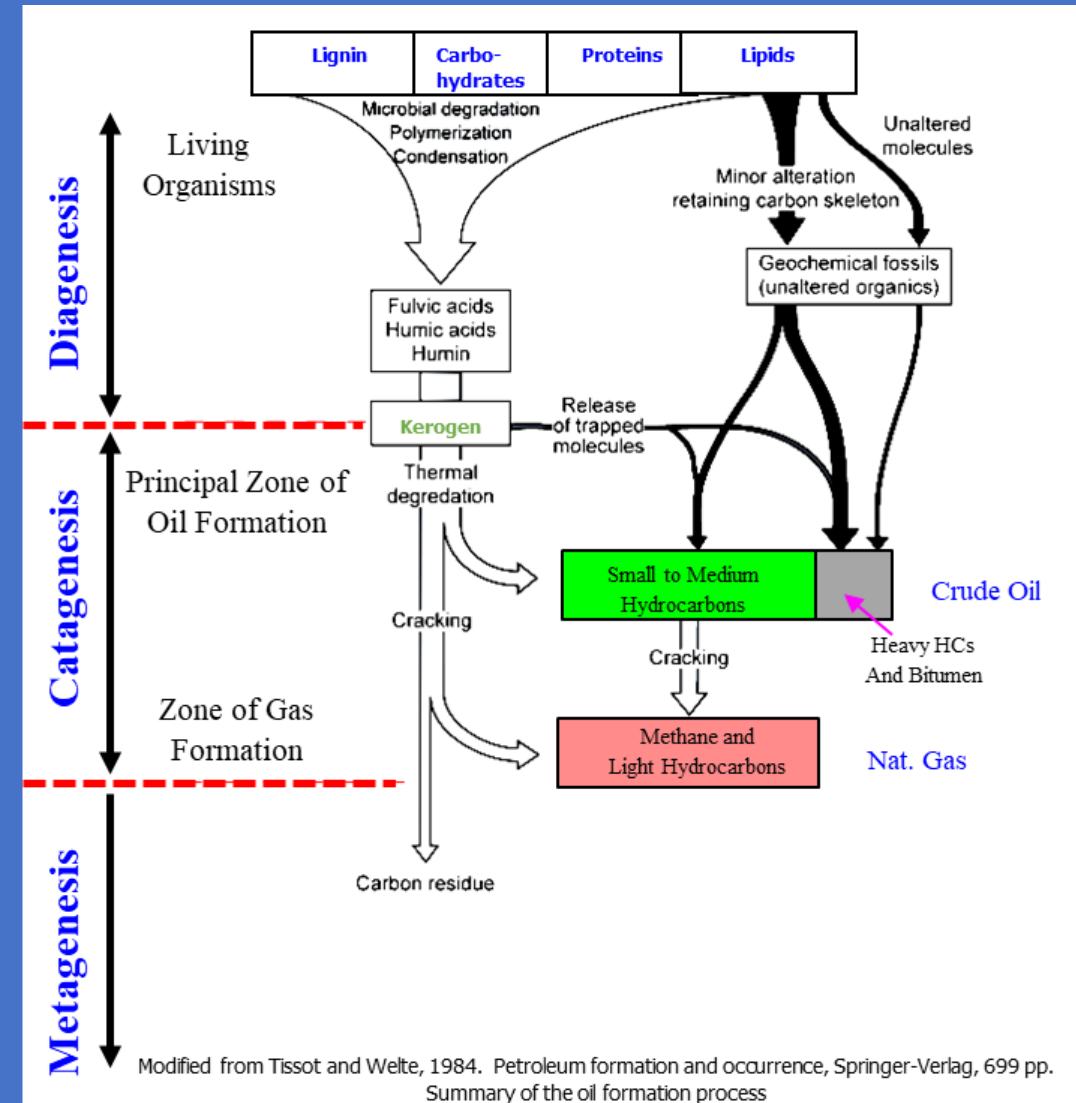 Lignin
Carbo-
hydrates
Proteins
Lipids
Microbial degradation
Polymerization
Condensation
Unaltered
molecules
Living
Organisms
Minor alteration
retaining carbon skeleton
Diagenesis
Geochemical fossils
(unaltered organics)
Fulvic acids
Humic acids
Humin
Kerogen
Release
of trapped
molecules
Thermal
degredation
Principal Zone of
Oil Formation
Catagenesis
Small to Medium
Hydrocarbons
Crude Oil
Heavy HCs
And Bitumen
Cracking
Cracking
Zone of Gas
Formation
Methane and
Light Hydrocarbons
Nat. Gas
Carbon residue
Metagenesis
Modified from Tissot and Welte, 1984. Petroleum formation and occurrence, Springer-Verlag, 699 pp.
Summary of the oil formation process